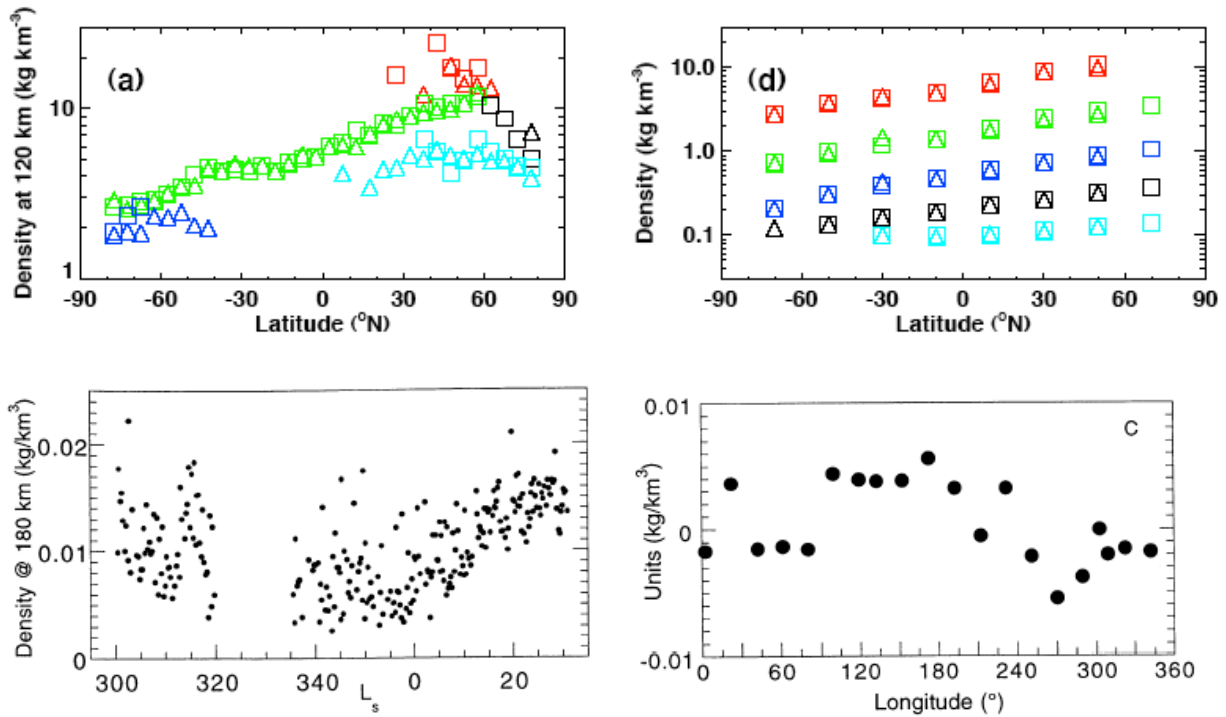 (a)
Density at 120 km (kg km⁻³)
10
1
-90 -60 -30 0 30 60 90
Latitude (°N)
(d)
Density (kg km⁻³)
10.0
1.0
0.1
-90 -60 -30 0 30 60 90
Latitude (°N)
Density @ 180 km (kg/km³)
0.02
0.01
0
300 320 340 0 20
Lₛ
C
Units (kg/km³)
0.01
0
-0.01
0 60 120 180 240 300 360
Longitude (°)